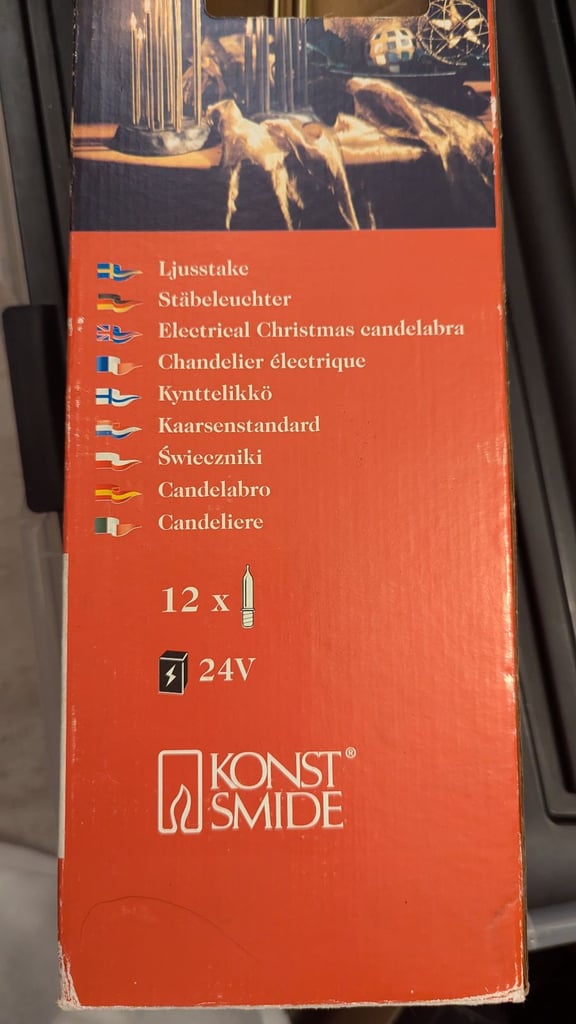 Ljusstake
Stäbeleuchter
Electrical Christmas candelabra
Chandelier électrique
Kynttelikkö
Kaarsenstandard
Świeczniki
Candelabro
Candeliere
12 x
24V
KONST®
SMIDE